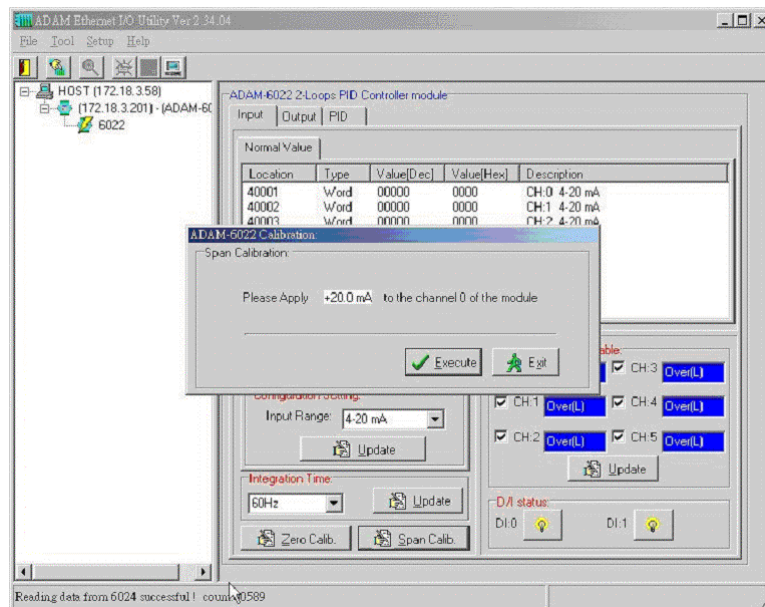 ADAM Ethernet I/O Utility Ver 2.34.04
File Tool Setup Help
HOST (172.18.3.58)
(172.18.3.201) - (ADAM-60
6022
ADAM-6022 2-Loops PID Controller module
Input Output PID
Normal Value
Location Type Value[Dec] Value[Hex] Description
40001 Word 00000 0000 CH:0 4-20 mA
40002 Word 00000 0000 CH:1 4-20 mA
40003 Word 00000 0000 CH:2 4-20 mA
ADAM-6022 Calibration:
Span Calibration:
Please Apply +20.0 mA to the channel 0 of the module
Execute Exit
CH:3 Over(L)
Configuration Setting:
Input Range: 4-20 mA
Update
CH:1 Over(L) CH:4 Over(L)
CH:2 Over(L) CH:5 Over(L)
Update
Integration Time:
60Hz Update
Zero Calib. Span Calib.
D/I status:
DI:0 DI:1
Reading data from 6024 successful !